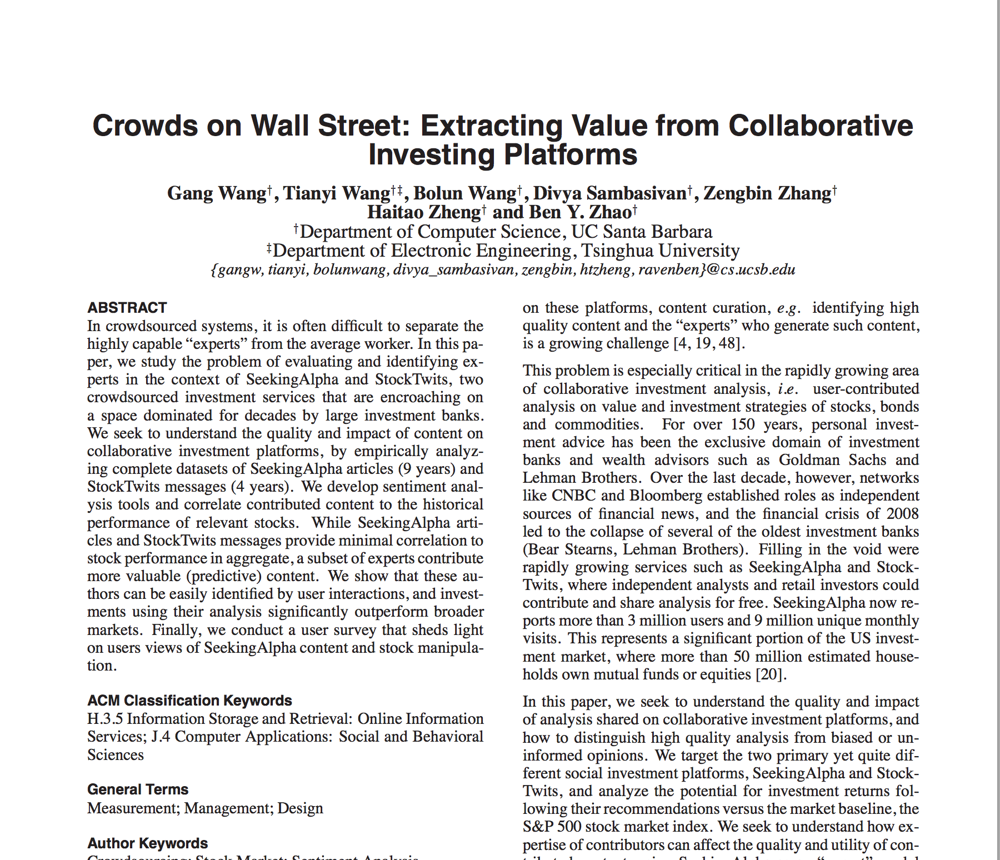 Crowds on Wall Street: Extracting Value from Collaborative
Investing Platforms
Gang Wang†, Tianyi Wang†‡, Bolun Wang†, Divya Sambasivan†, Zengbin Zhang†
Haitao Zheng† and Ben Y. Zhao†
†Department of Computer Science, UC Santa Barbara
‡Department of Electronic Engineering, Tsinghua University
{gangw, tianyi, bolunwang, divya_sambasivan, zengbin, htzheng, ravenben}@cs.ucsb.edu
ABSTRACT
In crowdsourced systems, it is often difficult to separate the
highly capable “experts” from the average worker. In this pa-
per, we study the problem of evaluating and identifying ex-
perts in the context of SeekingAlpha and StockTwits, two
crowdsourced investment services that are encroaching on
a space dominated for decades by large investment banks.
We seek to understand the quality and impact of content on
collaborative investment platforms, by empirically analyz-
ing complete datasets of SeekingAlpha articles (9 years) and
StockTwits messages (4 years). We develop sentiment anal-
ysis tools and correlate contributed content to the historical
performance of relevant stocks. While SeekingAlpha arti-
cles and StockTwits messages provide minimal correlation to
stock performance in aggregate, a subset of experts contribute
more valuable (predictive) content. We show that these au-
thors can be easily identified by user interactions, and invest-
ments using their analysis significantly outperform broader
markets. Finally, we conduct a user survey that sheds light
on users views of SeekingAlpha content and stock manipula-
tion.
ACM Classification Keywords
H.3.5 Information Storage and Retrieval: Online Information
Services; J.4 Computer Applications: Social and Behavioral
Sciences
General Terms
Measurement; Management; Design
Author Keywords
Crowdsourcing; Stock Market; Sentiment Analysis
on these platforms, content curation, e.g. identifying high
quality content and the “experts” who generate such content,
is a growing challenge [4, 19, 48].
This problem is especially critical in the rapidly growing area
of collaborative investment analysis, i.e. user-contributed
analysis on value and investment strategies of stocks, bonds
and commodities. For over 150 years, personal invest-
ment advice has been the exclusive domain of investment
banks and wealth advisors such as Goldman Sachs and
Lehman Brothers. Over the last decade, however, networks
like CNBC and Bloomberg established roles as independent
sources of financial news, and the financial crisis of 2008
led to the collapse of several of the oldest investment banks
(Bear Stearns, Lehman Brothers). Filling in the void were
rapidly growing services such as SeekingAlpha and Stock-
Twits, where independent analysts and retail investors could
contribute and share analysis for free. SeekingAlpha now re-
ports more than 3 million users and 9 million unique monthly
visits. This represents a significant portion of the US invest-
ment market, where more than 50 million estimated house-
holds own mutual funds or equities [20].
In this paper, we seek to understand the quality and impact
of analysis shared on collaborative investment platforms, and
how to distinguish high quality analysis from biased or un-
informed opinions. We target the two primary yet quite dif-
ferent social investment platforms, SeekingAlpha and Stock-
Twits, and analyze the potential for investment returns fol-
lowing their recommendations versus the market baseline, the
S&P 500 stock market index. We seek to understand how ex-
pertise of contributors can affect the quality and utility of con-